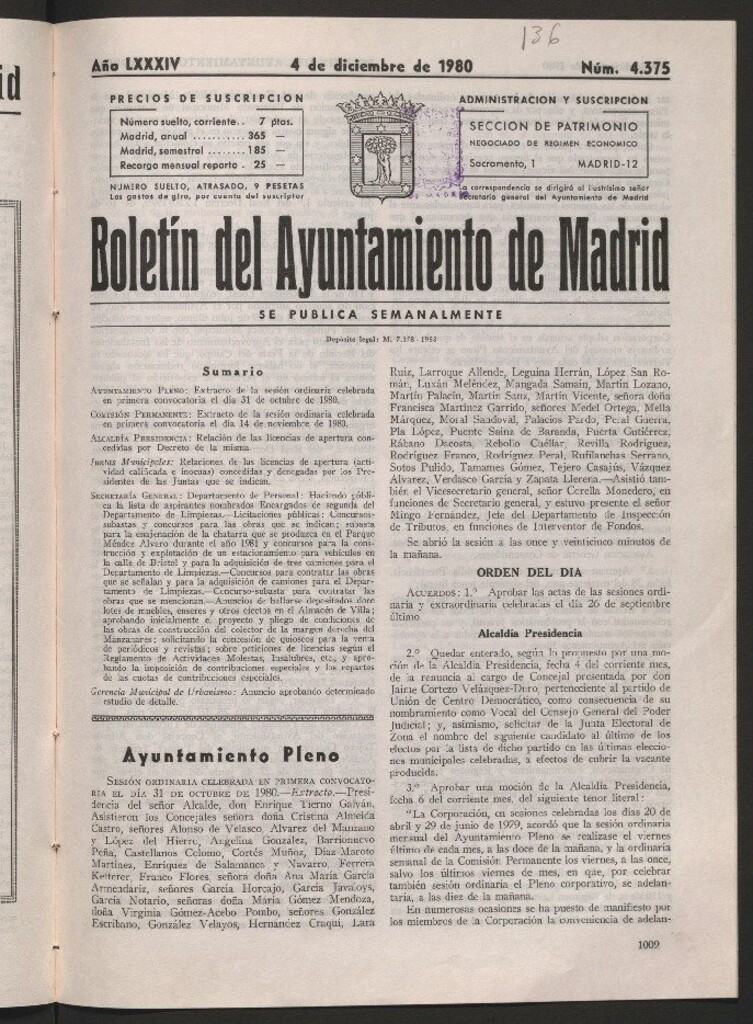 id
136
Año LXXXIV 4 de diciembre de 1980 Núm. 4.375
PRECIOS DE SUSCRIPCION
Número suelto, corriente.. 7 ptas.
Madrid, anual ........... 365 —
Madrid, semestral ........ 185 —
Recargo mensual reparto . 25 —
NUMERO SUELTO, ATRASADO, 9 PESETAS
Los gastos de giro, por cuenta del suscriptor
ADMINISTRACION Y SUSCRIPCION
SECCION DE PATRIMONIO
NEGOCIADO DE REGIMEN ECONOMICO
Sacramento, 1 MADRID-12
La correspondencia se dirigirá al ilustrísimo señor
secretario general del Ayuntamiento de Madrid
Boletín del Ayuntamiento de Madrid
SE PUBLICA SEMANALMENTE
Depósito legal: M. 7.178 - 1958
Sumario
AYUNTAMIENTO PLENO: Extracto de la sesión ordinaria celebrada
en primera convocatoria el día 31 de octubre de 1980.
COMISIÓN PERMANENTE: Extracto de la sesión ordinaria celebrada
en primera convocatoria el día 14 de noviembre de 1980.
ALCALDÍA PRESIDENCIA: Relación de las licencias de apertura con-
cedidas por Decreto de la misma.
Juntas Municipales: Relaciones de las licencias de apertura (acti-
vidad calificada e inocuas) concedidas y denegadas por los Pre-
sidentes de las Juntas que se indican.
SECRETARÍA GENERAL: Departamento de Personal: Haciendo públi-
ca la lista de aspirantes nombrados Encargados de segunda del
Departamento de Limpiezas.—Licitaciones públicas: Concursos-
subastas y concursos para las obras que se indican; subasta
para la enajenación de la chatarra que se produzca en el Parque
Méndez Alvaro durante el año 1981 y concursos para la cons-
trucción y explotación de un estacionamiento para vehículos en
la calle de Bristol y para la adquisición de tres camiones para el
Departamento de Limpiezas.—Concursos para contratar las obras
que se señalan y para la adquisición de camiones para el Depar-
tamento de Limpiezas.—Concurso-subasta para contratar las
obras que se mencionan.—Anuncios de hallarse depositados doce
lotes de muebles, enseres y otros efectos en el Almacén de Villa;
aprobando inicialmente el proyecto y pliego de condiciones de
las obras de construcción del colector de la margen derecha del
Manzanares; solicitando la concesión de quioscos para la venta
de periódicos y revistas; sobre peticiones de licencias según el
Reglamento de Actividades Molestas, Insalubres, etc., y apro-
bando la imposición de contribuciones especiales y los repartos
de las cuotas de contribuciones especiales.
Gerencia Municipal de Urbanismo: Anuncio aprobando determinado
estudio de detalle.
Ayuntamiento Pleno
SESIÓN ORDINARIA CELEBRADA EN PRIMERA CONVOCATO-
RIA EL DÍA 31 DE OCTUBRE DE 1980.—Extracto.—Presi-
dencia del señor Alcalde, don Enrique Tierno Galván.
Asistieron los Concejales señora doña Cristina Almeida
Castro, señores Alonso de Velasco, Alvarez del Manzano
y López del Hierro, Angelina González, Barrionuevo
Peña, Castellanos Colomo, Cortés Muñoz, Díaz-Maroto
Martínez, Enríquez de Salamanca y Navarro, Ferrera
Ketterer, Franco Flores, señora doña Ana María García
Armendáriz, señores García Horcajo, García Javaloys,
García Notario, señoras doña María Gómez Mendoza,
doña Virginia Gómez-Acebo Pombo, señores González
Escribano, González Velayos, Hernández Craqui, Lara
Ruiz, Larroque Allende, Leguina Herrán, López San Ro-
mán, Luxán Meléndez, Mangada Samain, Martín Lozano,
Martín Palacín, Martín Sanz, Martín Vicente, señora doña
Francisca Martínez Garrido, señores Medel Ortega, Mella
Márquez, Moral Sandoval, Palacios Pardo, Peral Guerra,
Pla López, Puente Sainz de Baranda, Puerta Gutiérrez,
Rábano Dacosta, Rebollo Cuéllar, Revilla Rodríguez,
Rodríguez Franco, Rodríguez Peral, Rufilanchas Serrano,
Sotos Pulido, Tamames Gómez, Tejero Casajús, Vázquez
Alvarez, Verdasco García y Zapata Llerena.—Asistió tam-
bién el Vicesecretario general, señor Corella Monedero, en
funciones de Secretario general, y estuvo presente el señor
Mingo Fernández, Jefe del Departamento de Inspección
de Tributos, en funciones de Interventor de Fondos.
Se abrió la sesión a las once y veinticinco minutos de
la mañana.
ORDEN DEL DIA
ACUERDOS: 1.º Aprobar las actas de las sesiones ordi-
naria y extraordinaria celebradas el día 26 de septiembre
último.
Alcaldía Presidencia
2.º Quedar enterado, según lo propuesto por una mo-
ción de la Alcaldía Presidencia, fecha 4 del corriente mes,
de la renuncia al cargo de Concejal presentada por don
Jaime Cortezo Velázquez-Duro, perteneciente al partido de
Unión de Centro Democrático, como consecuencia de su
nombramiento como Vocal del Consejo General del Poder
Judicial; y, asimismo, solicitar de la Junta Electoral de
Zona el nombre del siguiente candidato al último de los
electos por la lista de dicho partido en las últimas eleccio-
nes municipales celebradas, a efectos de cubrir la vacante
producida.
3.º Aprobar una moción de la Alcaldía Presidencia,
fecha 6 del corriente mes, del siguiente tenor literal:
"La Corporación, en sesiones celebradas los días 20 de
abril y 29 de junio de 1979, acordó que la sesión ordinaria
mensual del Ayuntamiento Pleno se realizase el viernes
último de cada mes, a las doce de la mañana, y la ordinaria
semanal de la Comisión Permanente los viernes, a las once,
salvo los últimos viernes de mes, en que, por celebrar
también sesión ordinaria el Pleno corporativo, se adelan-
taría, a las diez de la mañana.
En numerosas ocasiones se ha puesto de manifiesto por
los miembros de la Corporación la conveniencia de adelan-
1009